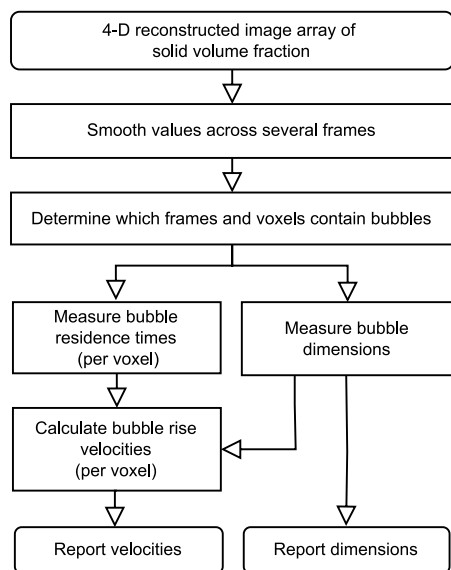 4-D reconstructed image array of
solid volume fraction
Smooth values across several frames
Determine which frames and voxels contain bubbles
Measure bubble
residence times
(per voxel)
Measure bubble
dimensions
Calculate bubble rise
velocities
(per voxel)
Report velocities
Report dimensions